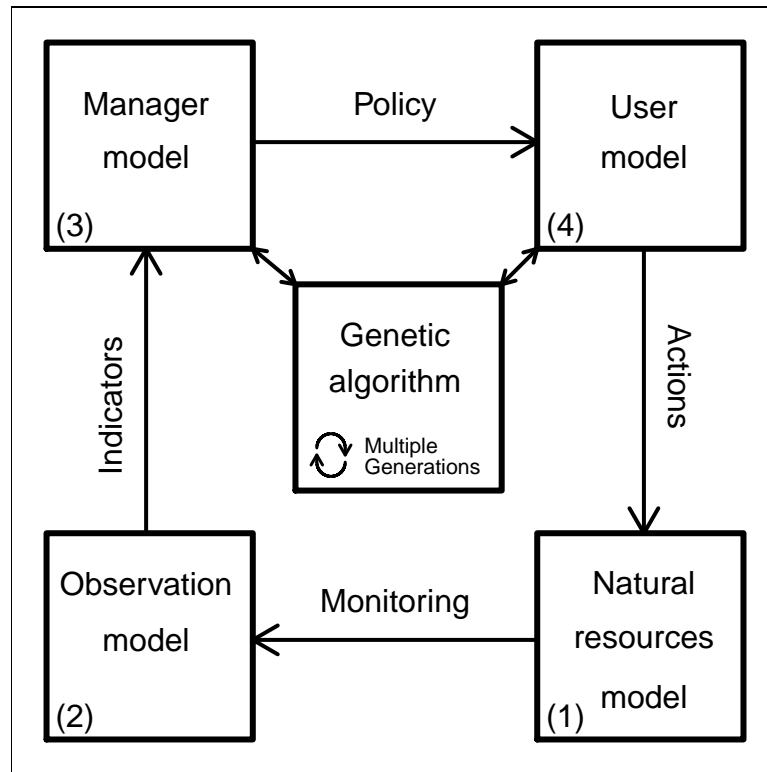 Manager
model
(3)
Policy
User
model
(4)
Genetic
algorithm
Multiple
Generations
Indicators
Actions
Observation
model
(2)
Monitoring
Natural
resources
model
(1)